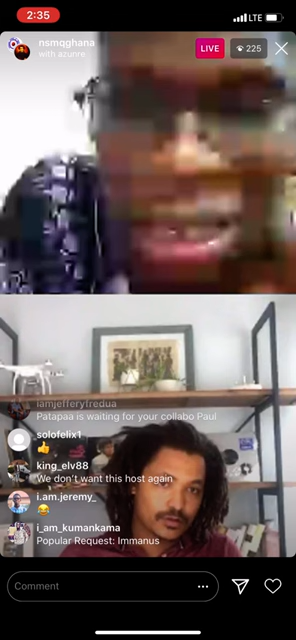 2:35
LTE
nsmqghana
with azunre
LIVE
225
iamjefferyfredua
Patapaa is waiting for your collabo Paul
solofelix1
👍
king_elv88
We don't want this host again
i.am.jeremy_
😂
i_am_kumankama
Popular Request: Immanus
Comment